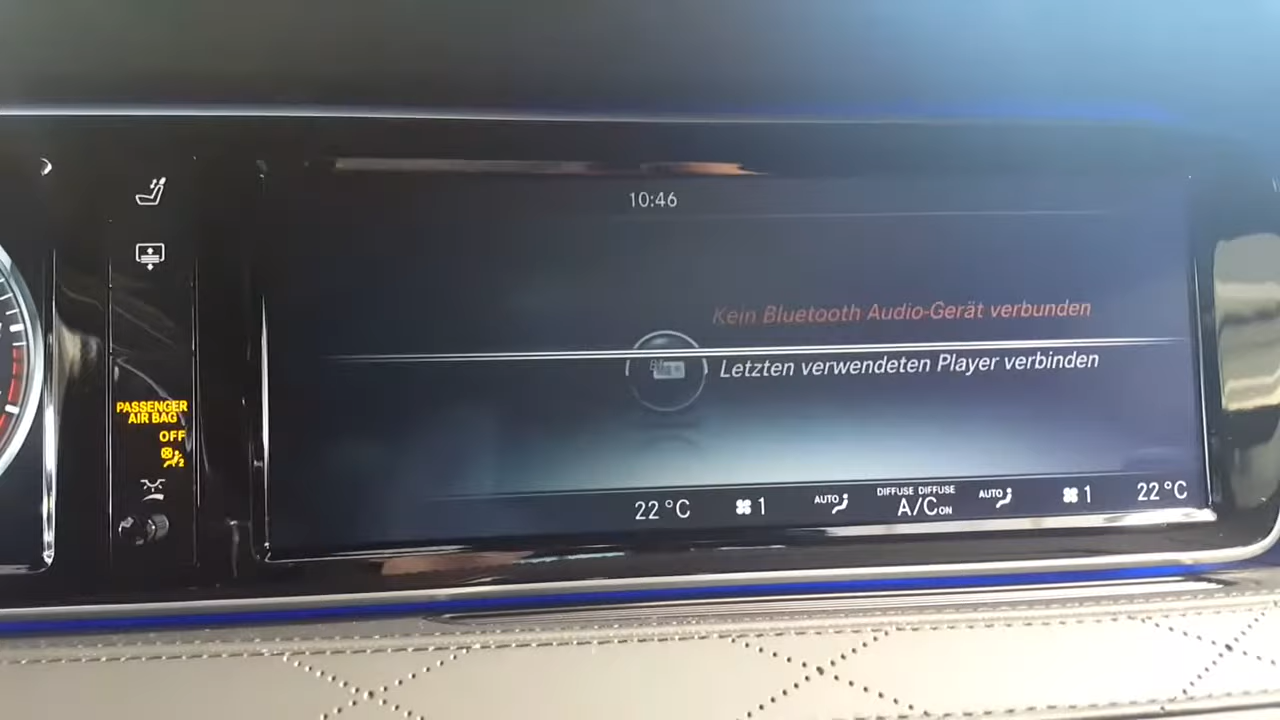 10:46
Kein Bluetooth Audio-Gerät verbunden
Letzten verwendeten Player verbinden
PASSENGER
AIR BAG
OFF
2
22°C 1 AUTO DIFFUSE DIFFUSE AUTO 1 22°C
A/C ON